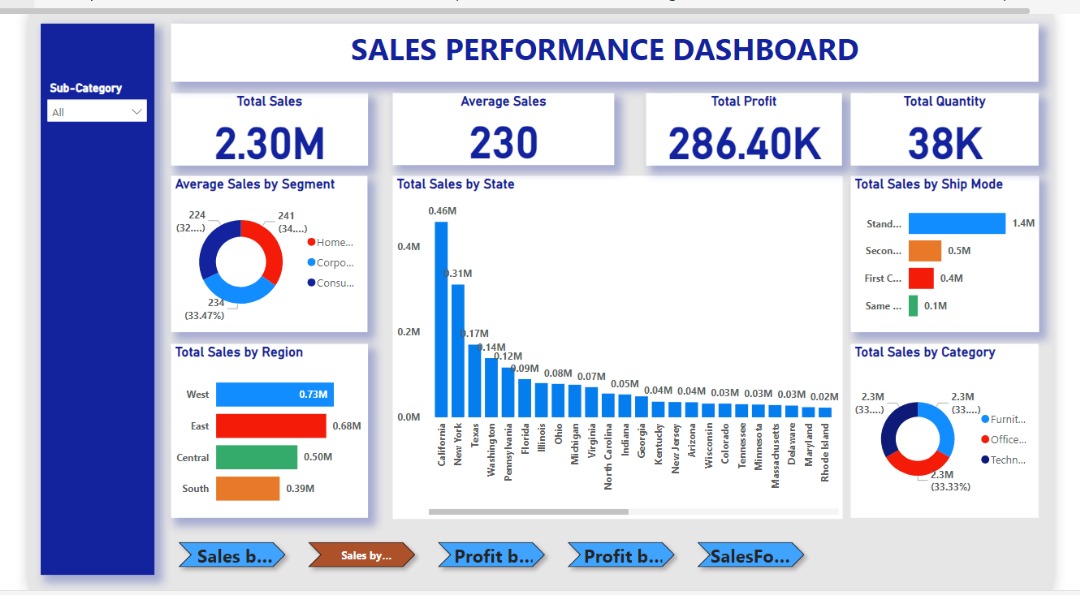 SALES PERFORMANCE DASHBOARD
Sub-Category
All
Total Sales
2.30M
Average Sales
230
Total Profit
286.40K
Total Quantity
38K
Average Sales by Segment
224
(32....)
241
(34....)
234
(33.47%)
Home...
Corpo...
Consu...
Total Sales by State
0.4M
0.2M
0.0M
0.46M
0.31M
0.17M
0.14M
0.12M
0.09M
0.08M
0.07M
0.05M
0.04M
0.04M
0.03M
0.03M
0.03M
0.02M
California
New York
Texas
Washington
Pennsylvania
Florida
Illinois
Ohio
Michigan
Virginia
North Carolina
Indiana
Georgia
Kentucky
New Jersey
Arizona
Wisconsin
Colorado
Tennessee
Minnesota
Massachusetts
Delaware
Maryland
Rhode Island
Total Sales by Ship Mode
Stand... 1.4M
Secon... 0.5M
First C... 0.4M
Same ... 0.1M
Total Sales by Region
West 0.73M
East 0.68M
Central 0.50M
South 0.39M
Total Sales by Category
2.3M
(33....)
2.3M
(33....)
2.3M
(33.33%)
Furnit...
Office...
Techn...
Sales b...
Sales by...
Profit b...
Profit b...
SalesFo...